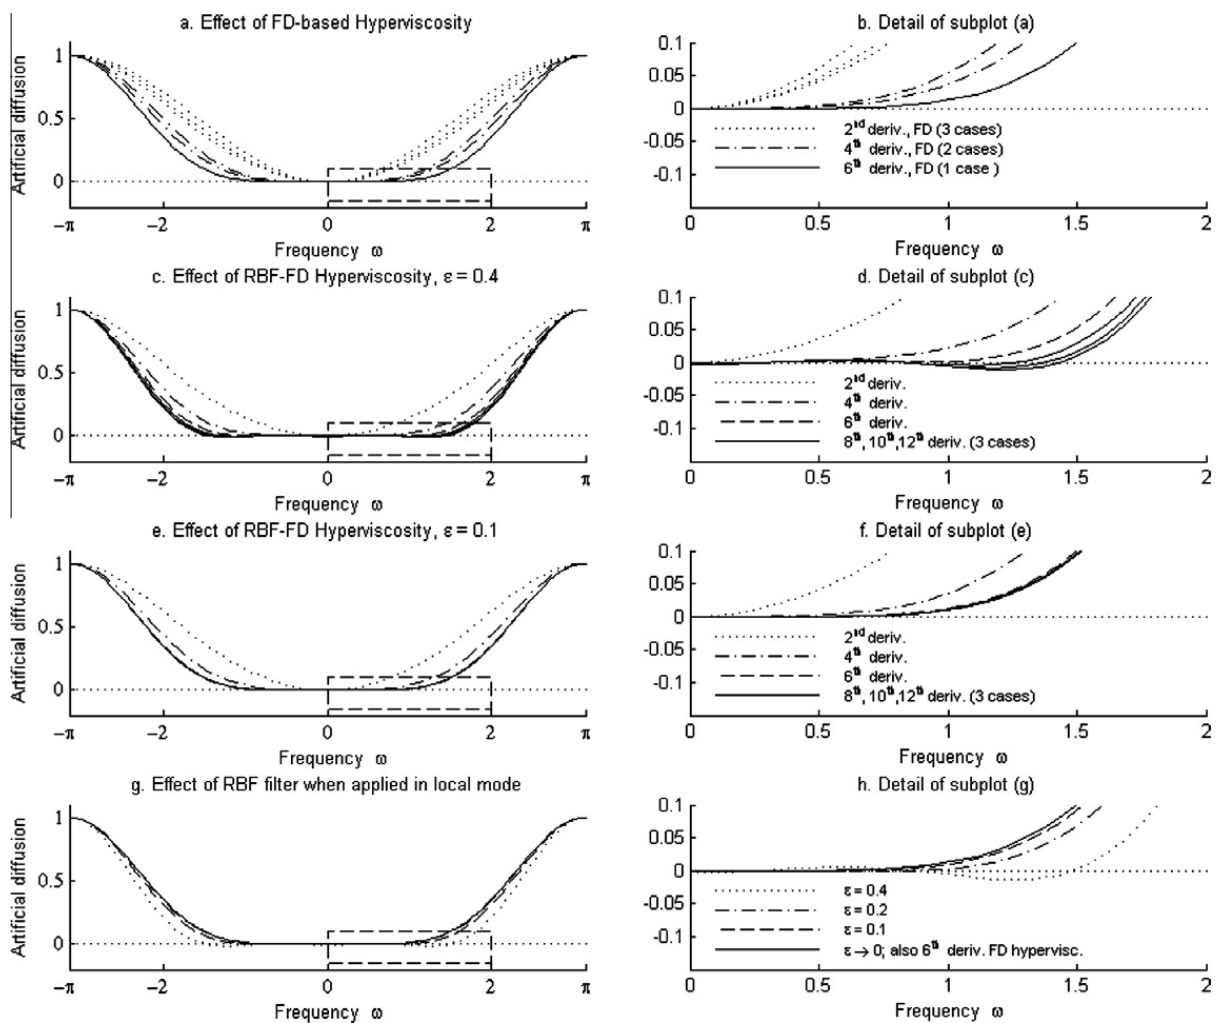 a. Effect of FD-based Hyperviscosity
Artificial diffusion
1
0.5
0
−π
−2
0
2
π
Frequency ω
b. Detail of subplot (a)
0.1
0.05
0
-0.05
-0.1
2nd deriv., FD (3 cases)
4th deriv., FD (2 cases)
6th deriv., FD (1 case )
0
0.5
1
1.5
2
Frequency ω
c. Effect of RBF-FD Hyperviscosity, ε = 0.4
Artificial diffusion
1
0.5
0
−π
−2
0
2
π
Frequency ω
d. Detail of subplot (c)
0.1
0.05
0
-0.05
-0.1
2nd deriv.
4th deriv.
6th deriv.
8th, 10th, 12th deriv. (3 cases)
0
0.5
1
1.5
2
Frequency ω
e. Effect of RBF-FD Hyperviscosity, ε = 0.1
Artificial diffusion
1
0.5
0
−π
−2
0
2
π
Frequency ω
f. Detail of subplot (e)
0.1
0.05
0
-0.05
-0.1
2nd deriv.
4th deriv.
6th deriv.
8th, 10th, 12th deriv. (3 cases)
0
0.5
1
1.5
2
Frequency ω
g. Effect of RBF filter when applied in local mode
Artificial diffusion
1
0.5
0
−π
−2
0
2
π
Frequency ω
h. Detail of subplot (g)
0.1
0.05
0
-0.05
-0.1
ε = 0.4
ε = 0.2
ε = 0.1
ε → 0; also 6th deriv. FD hypervisc.
0
0.5
1
1.5
2
Frequency ω